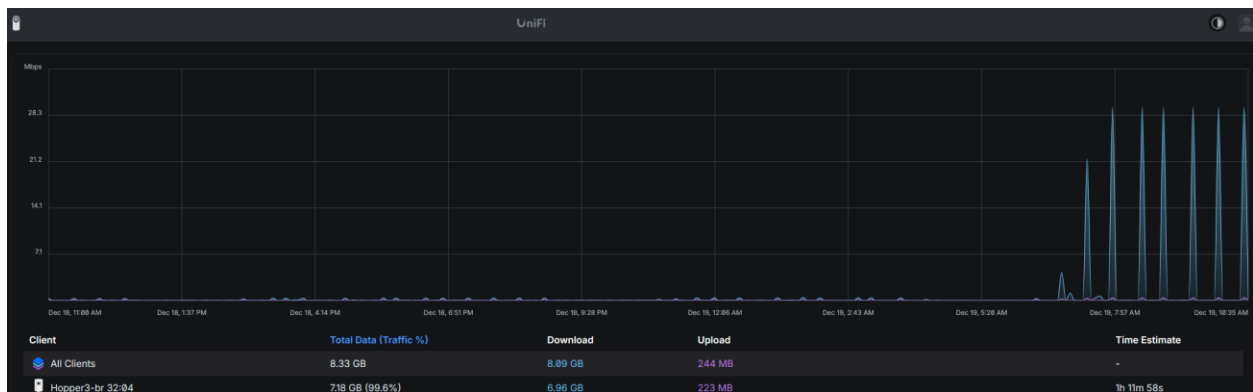 UniFi
Mbps
28.3
21.2
14.1
7.1
Dec 18, 11:00 AM Dec 18, 1:37 PM Dec 18, 4:14 PM Dec 18, 6:51 PM Dec 18, 9:28 PM Dec 19, 12:06 AM Dec 19, 2:43 AM Dec 19, 5:20 AM Dec 19, 7:57 AM Dec 19, 10:35 AM
Client Total Data (Traffic %) Download Upload Time Estimate
All Clients 8.33 GB 8.09 GB 244 MB -
Hopper3-br 32:04 7.18 GB (99.6%) 6.96 GB 223 MB 1h 11m 58s